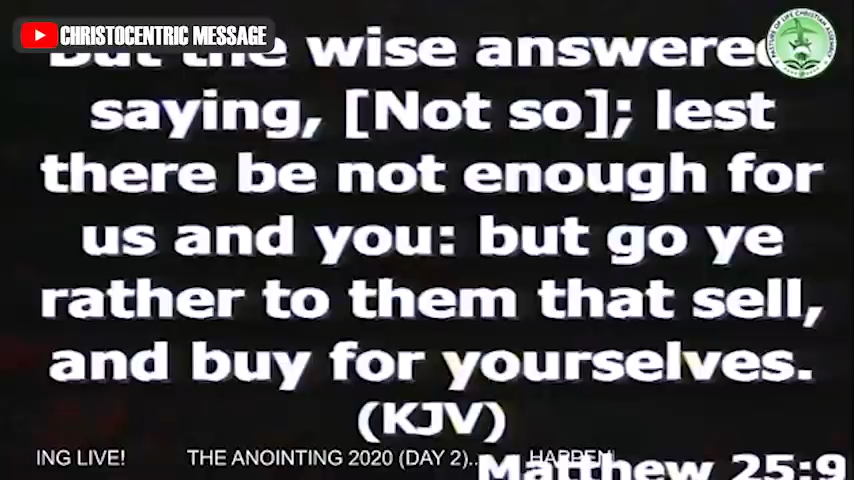 CHRISTOCENTRIC MESSAGE
But the wise answered,
saying, [Not so]; lest
there be not enough for
us and you: but go ye
rather to them that sell,
and buy for yourselves.
(KJV)
Matthew 25:9
ING LIVE! THE ANOINTING 2020 (DAY 2)..